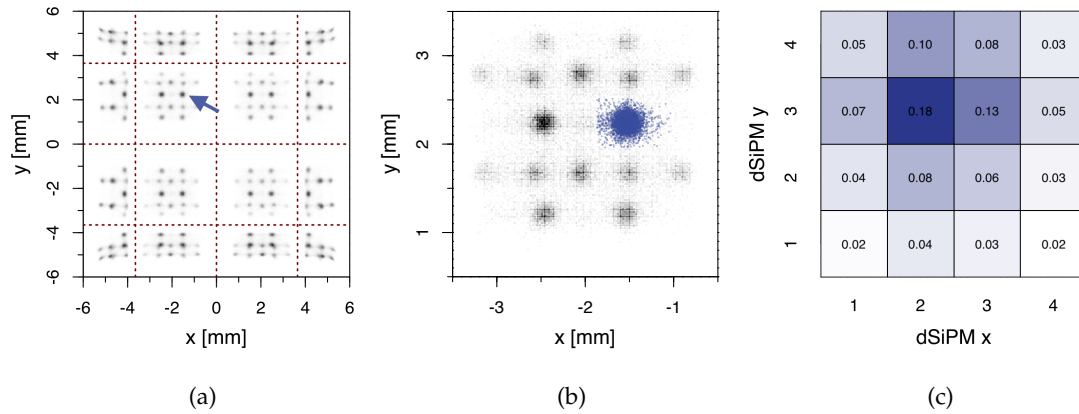 6
4
2
0
-2
-4
-6
y [mm]
-6 -4 -2 0 2 4 6
x [mm]
(a)
3
2
1
y [mm]
-3 -2 -1
x [mm]
(b)
4 0.05 0.10 0.08 0.03
3 0.07 0.18 0.13 0.05
2 0.04 0.08 0.06 0.03
1 0.02 0.04 0.03 0.02
dSiPM y
1 2 3 4
dSiPM x
(c)